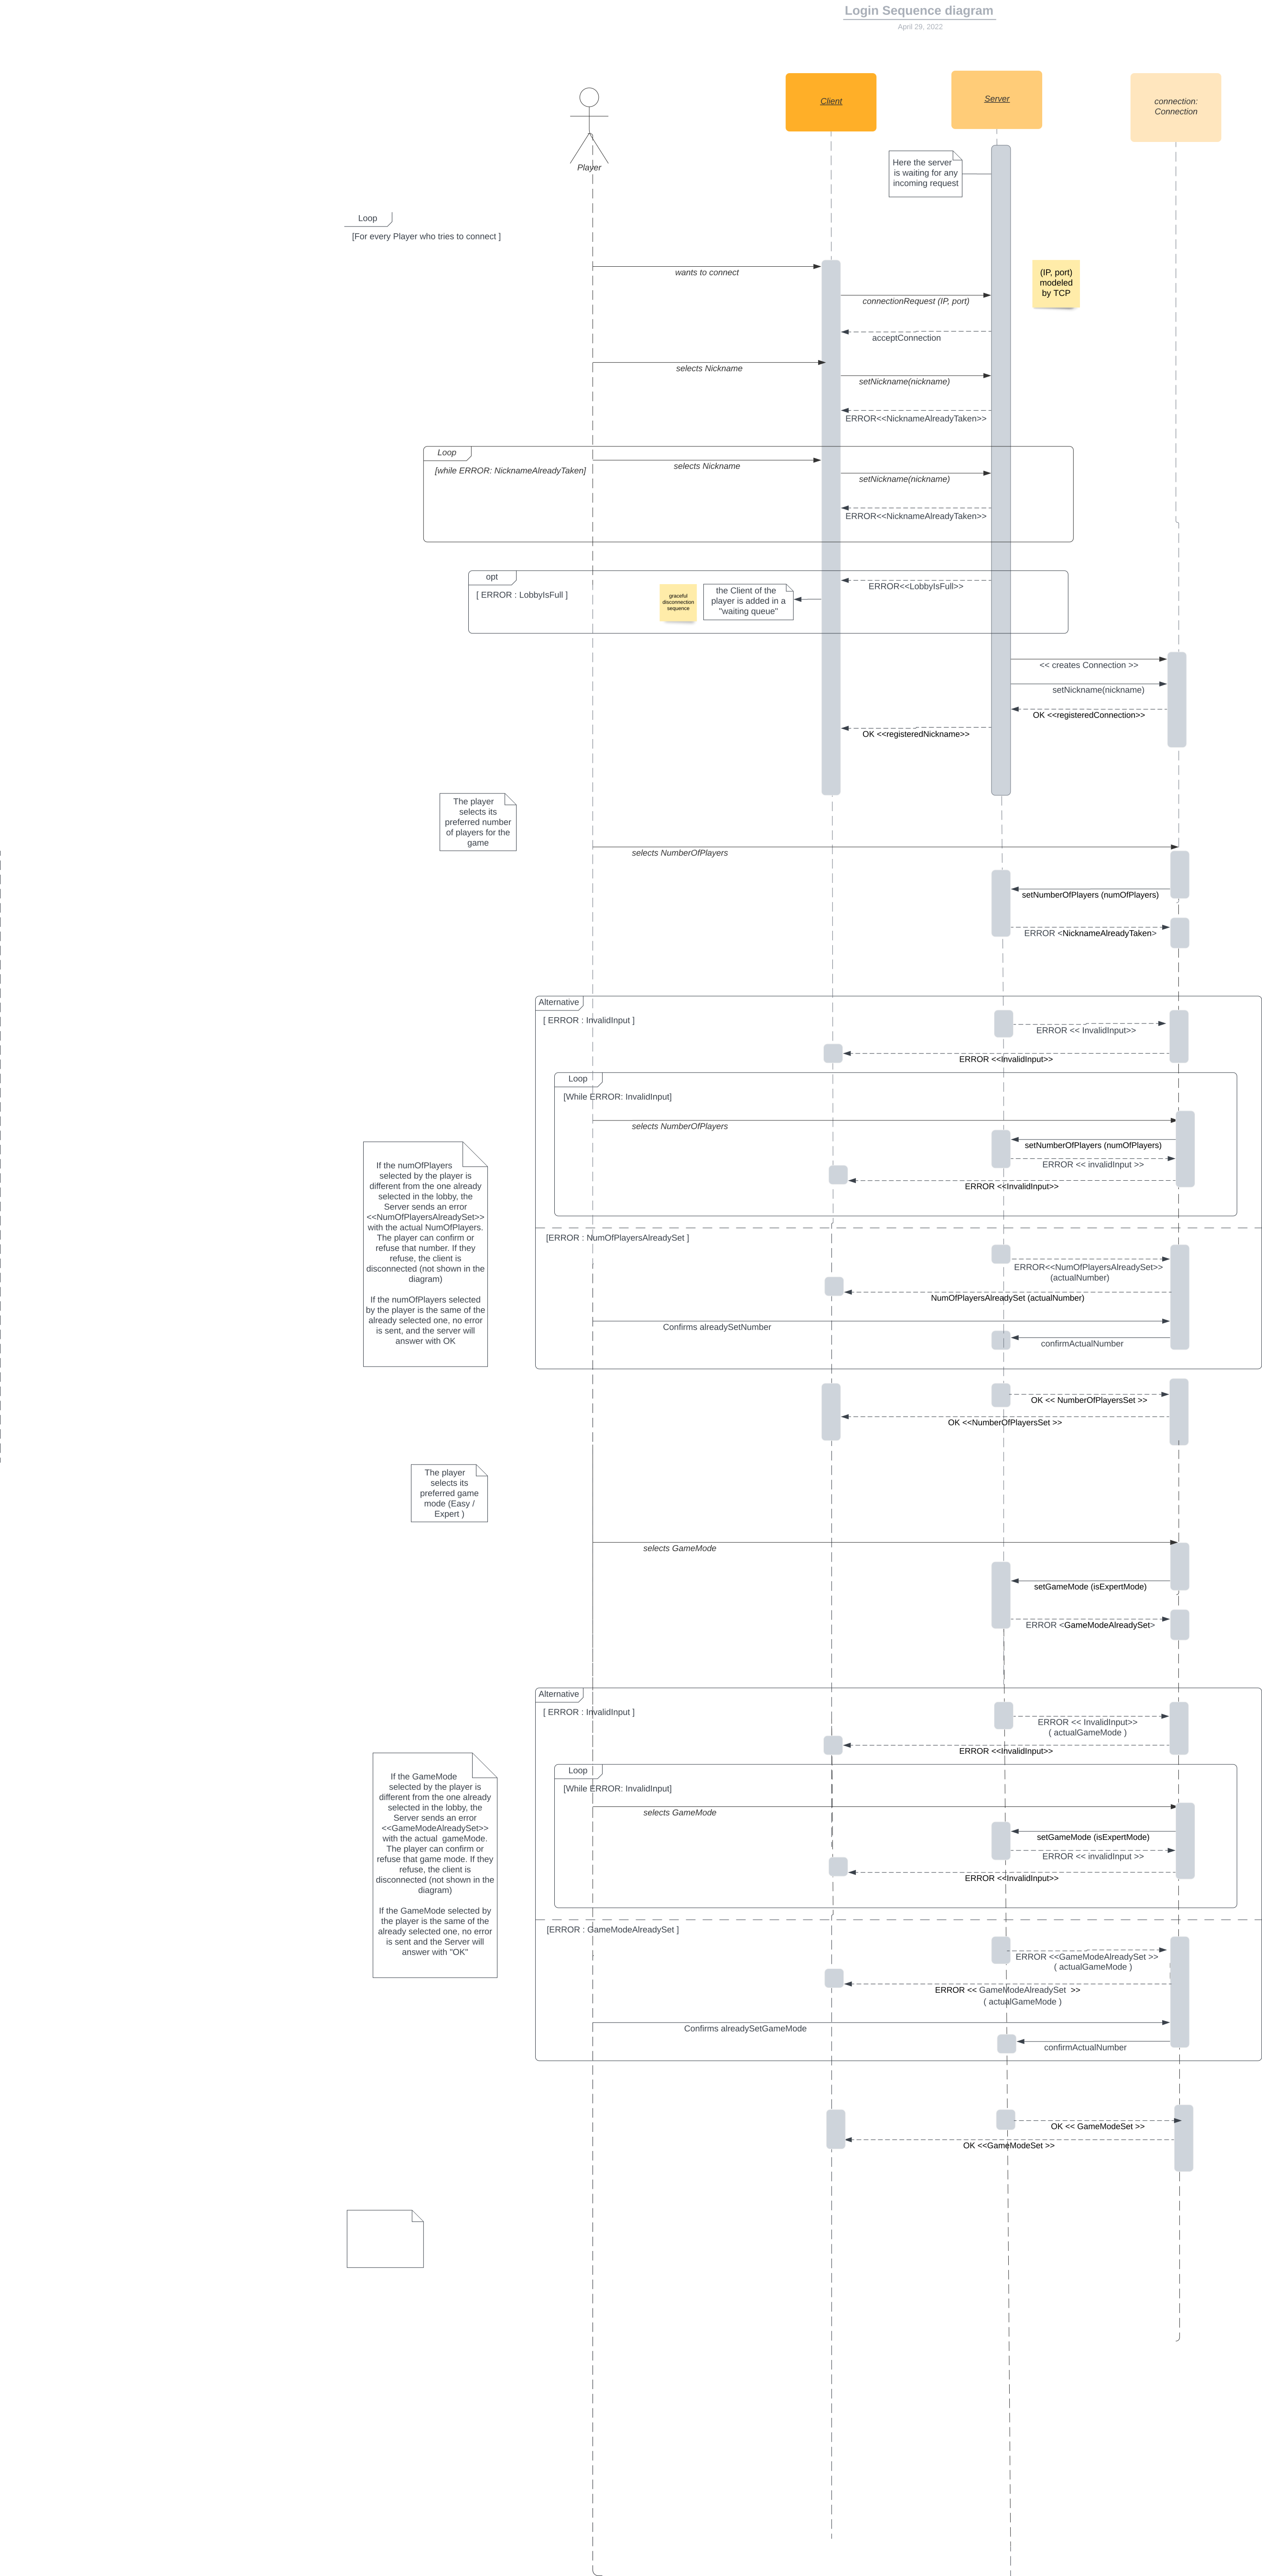 Login Sequence diagram
April 29, 2022
Client
Server
connection:
Connection
Player
Here the server
is waiting for any
incoming request
Loop
[For every Player who tries to connect ]
wants to connect
(IP, port)
modeled
by TCP
connectionRequest (IP, port)
acceptConnection
selects Nickname
setNickname(nickname)
ERROR<<NicknameAlreadyTaken>>
Loop
[while ERROR: NicknameAlreadyTaken]
selects Nickname
setNickname(nickname)
ERROR<<NicknameAlreadyTaken>>
opt
[ ERROR : LobbyIsFull ]
ERROR<<LobbyIsFull>>
graceful
disconnection
sequence
the Client of the
player is added in a
"waiting queue"
<< creates Connection >>
setNickname(nickname)
OK <<registeredConnection>>
OK <<registeredNickname>>
The player
selects its
preferred number
of players for the
game
selects NumberOfPlayers
setNumberOfPlayers (numOfPlayers)
ERROR <NicknameAlreadyTaken>
Alternative
[ ERROR : InvalidInput ]
ERROR << InvalidInput>>
ERROR <<InvalidInput>>
Loop
[While ERROR: InvalidInput]
selects NumberOfPlayers
setNumberOfPlayers (numOfPlayers)
ERROR << invalidInput >>
ERROR <<InvalidInput>>
If the numOfPlayers
selected by the player is
different from the one already
selected in the lobby, the
Server sends an error
<<NumOfPlayersAlreadySet>>
with the actual NumOfPlayers.
The player can confirm or
refuse that number. If they
refuse, the client is
disconnected (not shown in the
diagram)
If the numOfPlayers selected
by the player is the same of the
already selected one, no error
is sent, and the server will
answer with OK
[ERROR : NumOfPlayersAlreadySet ]
ERROR<<NumOfPlayersAlreadySet>>
(actualNumber)
NumOfPlayersAlreadySet (actualNumber)
Confirms alreadySetNumber
confirmActualNumber
OK << NumberOfPlayersSet >>
OK <<NumberOfPlayersSet >>
The player
selects its
preferred game
mode (Easy /
Expert )
selects GameMode
setGameMode (isExpertMode)
ERROR <GameModeAlreadySet>
Alternative
[ ERROR : InvalidInput ]
ERROR << InvalidInput>>
( actualGameMode )
ERROR <<InvalidInput>>
Loop
[While ERROR: InvalidInput]
selects GameMode
setGameMode (isExpertMode)
ERROR << invalidInput >>
ERROR <<InvalidInput>>
If the GameMode
selected by the player is
different from the one already
selected in the lobby, the
Server sends an error
<<GameModeAlreadySet>>
with the actual gameMode.
The player can confirm or
refuse that game mode. If they
refuse, the client is
disconnected (not shown in the
diagram)
If the GameMode selected by
the player is the same of the
already selected one, no error
is sent and the Server will
answer with "OK"
[ERROR : GameModeAlreadySet ]
ERROR <<GameModeAlreadySet >>
( actualGameMode )
ERROR << GameModeAlreadySet >>
( actualGameMode )
Confirms alreadySetGameMode
confirmActualNumber
OK << GameModeSet >>
OK <<GameModeSet >>